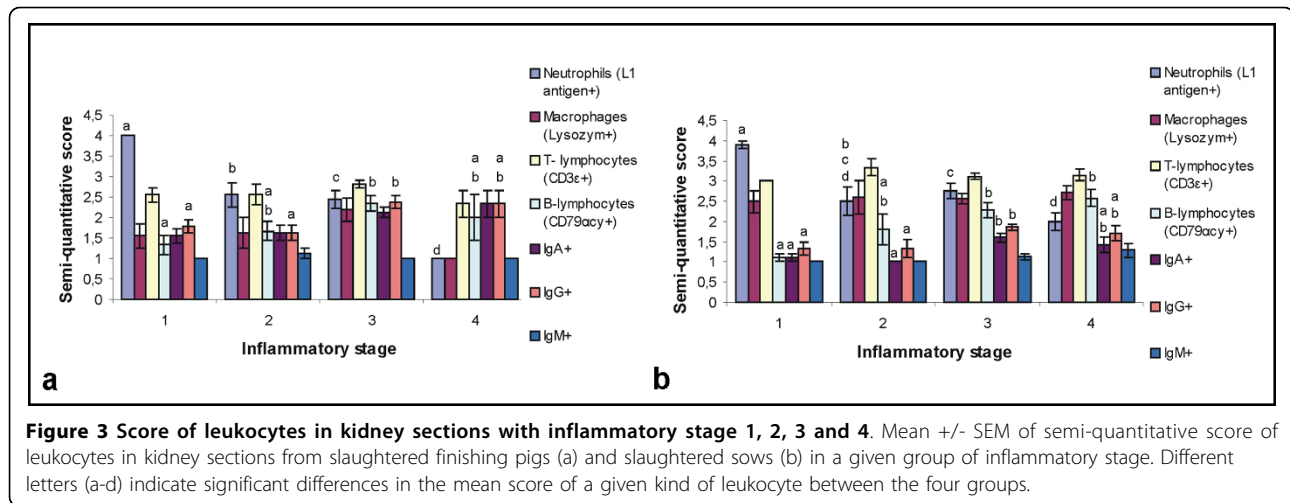 Semi-quantitative score
4,5
4
3,5
3
2,5
2
1,5
1
0,5
0
a
a
a
b
a
b
a
c
b
b
d
a
b
a
b
1
2
3
4
Inflammatory stage
a
Neutrophils (L1
antigen+)
Macrophages
(Lysozym+)
T- lymphocytes
(CD3ε+)
B-lymphocytes
(CD79αcy+)
IgA+
IgG+
IgM+
Semi-quantitative score
4,5
4
3,5
3
2,5
2
1,5
1
0,5
0
a
a
a
b
c
d
a
b
a
a
c
b
b
b
d
b
a
b
a
b
1
2
3
4
Inflammatory stage
b
Neutrophils (L1
antigen+)
Macrophages
(Lysozym+)
T-lymphocytes
(CD3ε+)
B-lymphocytes
(CD79αcy+)
IgA+
IgG+
IgM+
Figure 3 Score of leukocytes in kidney sections with inflammatory stage 1, 2, 3 and 4. Mean +/- SEM of semi-quantitative score of
leukocytes in kidney sections from slaughtered finishing pigs (a) and slaughtered sows (b) in a given group of inflammatory stage. Different
letters (a-d) indicate significant differences in the mean score of a given kind of leukocyte between the four groups.